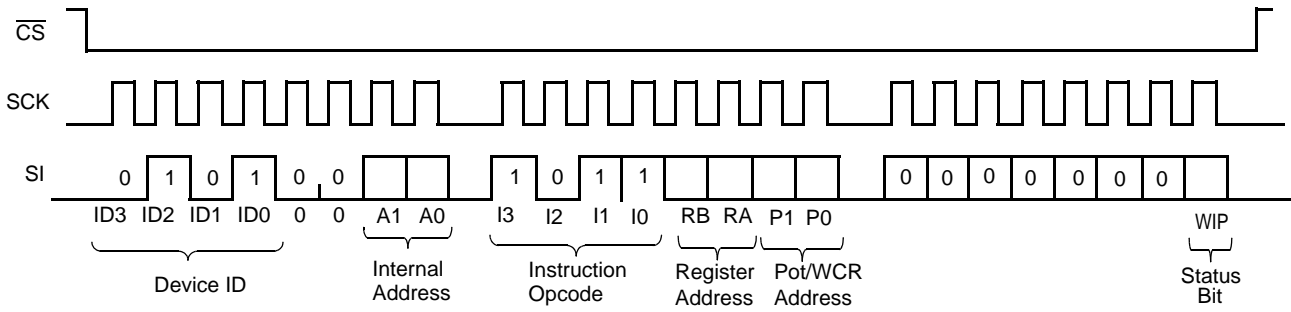 CS
SCK
SI
0 1 0 1 0 0
1 0 1 1
0 0 0 0 0 0 0
ID3 ID2 ID1 ID0 0 0 A1 A0
I3 I2 I1 I0 RB RA P1 P0
WIP
Device ID
Internal
Address
Instruction
Opcode
Register
Address
Pot/WCR
Address
Status
Bit